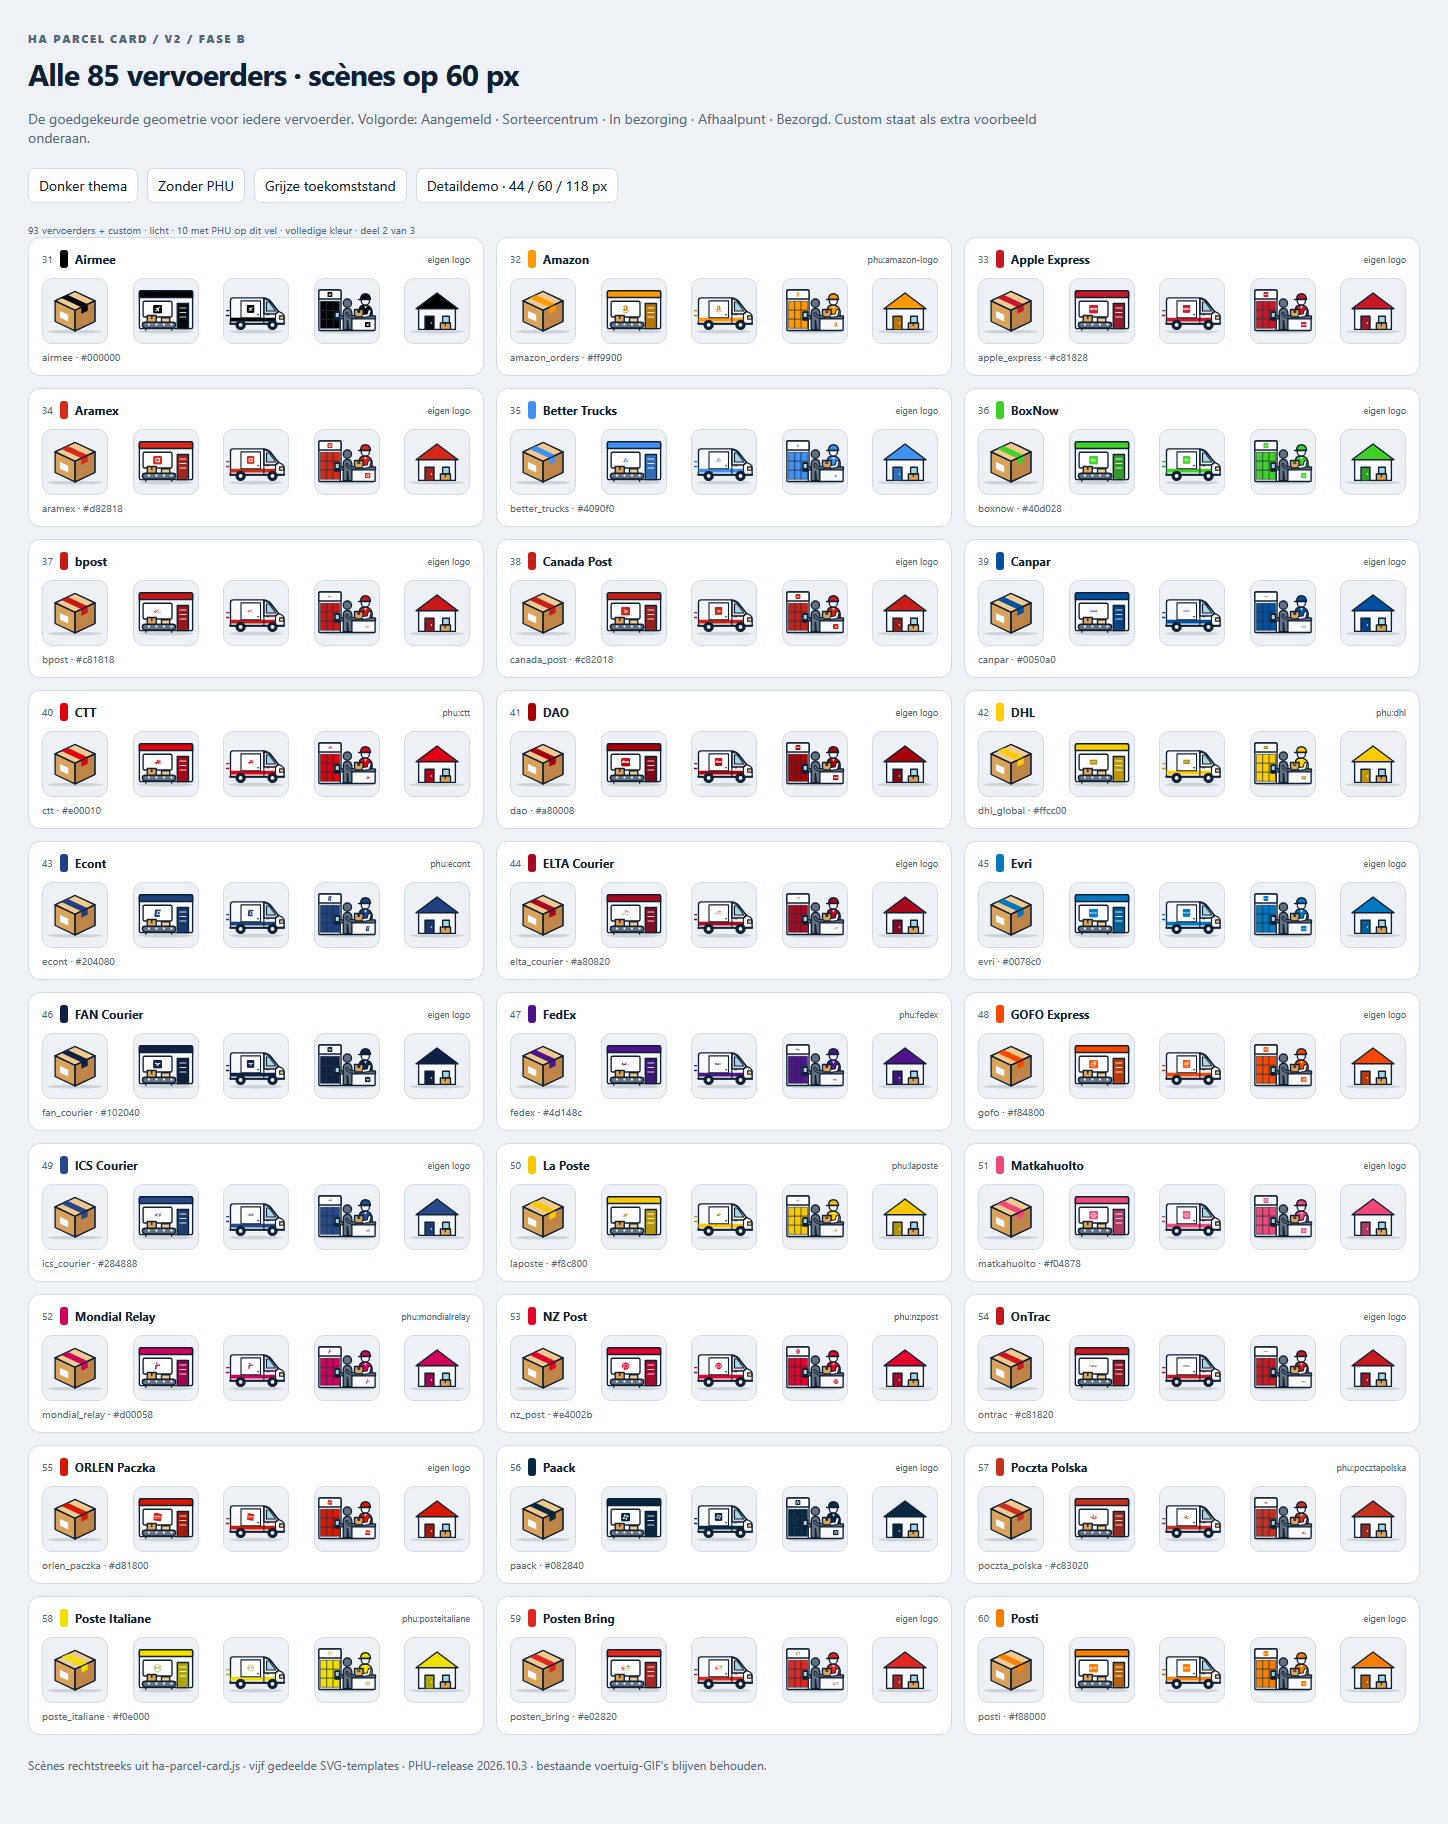 HA PARCEL CARD / V2 / FASE B
Alle 85 vervoerders · scènes op 60 px
De goedgekeurde geometrie voor iedere vervoerder. Volgorde: Aangemeld · Sorteercentrum · In bezorging · Afhaalpunt · Bezorgd. Custom staat als extra voorbeeld
onderaan.
Donker thema
Zonder PHU
Grijze toekomststand
Detaildemo · 44 / 60 / 118 px
93 vervoerders + custom · licht · 10 met PHU op dit vel · volledige kleur · deel 2 van 3
31 Airmee eigen logo
airmee · #000000
32 Amazon phu:amazon-logo
amazon_orders · #ff9900
33 Apple Express eigen logo
apple_express · #c81828
34 Aramex eigen logo
aramex · #d82818
35 Better Trucks eigen logo
better_trucks · #4090f0
36 BoxNow eigen logo
boxnow · #40d028
37 bpost eigen logo
bpost · #c81818
38 Canada Post eigen logo
canada_post · #c82018
39 Canpar eigen logo
canpar · #0050a0
40 CTT phu:ctt
ctt · #e00010
41 DAO eigen logo
dao · #a80008
42 DHL phu:dhl
dhl_global · #ffcc00
43 Econt phu:econt
econt · #204080
44 ELTA Courier eigen logo
elta_courier · #a80820
45 Evri eigen logo
evri · #0078c0
46 FAN Courier eigen logo
fan_courier · #102040
47 FedEx phu:fedex
fedex · #4d148c
48 GOFO Express eigen logo
gofo · #f84800
49 ICS Courier eigen logo
ics_courier · #284888
50 La Poste phu:laposte
laposte · #f8c800
51 Matkahuolto eigen logo
matkahuolto · #f04878
52 Mondial Relay phu:mondialrelay
mondial_relay · #d00058
53 NZ Post phu:nzpost
nz_post · #e4002b
54 OnTrac eigen logo
ontrac · #c81820
55 ORLEN Paczka eigen logo
orlen_paczka · #d81800
56 Paack eigen logo
paack · #082840
57 Poczta Polska phu:pocztapolska
poczta_polska · #c83020
58 Poste Italiane phu:posteitaliane
poste_italiane · #f0e000
59 Posten Bring eigen logo
posten_bring · #e02820
60 Posti eigen logo
posti · #f88000
Scènes rechtstreeks uit ha-parcel-card.js · vijf gedeelde SVG-templates · PHU-release 2026.10.3 · bestaande voertuig-GIF's blijven behouden.